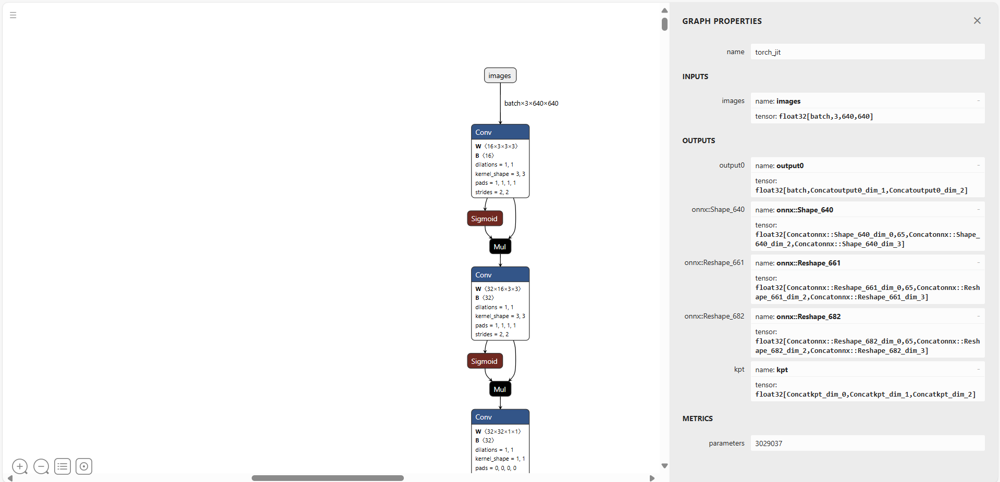 images
batch×3×640×640
Conv
W 〈16×3×3×3〉
B 〈16〉
dilations = 1, 1
kernel_shape = 3, 3
pads = 1, 1, 1, 1
strides = 2, 2
Sigmoid
Mul
Conv
W 〈32×16×3×3〉
B 〈32〉
dilations = 1, 1
kernel_shape = 3, 3
pads = 1, 1, 1, 1
strides = 2, 2
Sigmoid
Mul
Conv
W 〈32×32×1×1〉
B 〈32〉
dilations = 1, 1
kernel_shape = 1, 1
pads = 0, 0, 0, 0
GRAPH PROPERTIES
name torch_jit
INPUTS
images name: images -
tensor: float32[batch,3,640,640]
OUTPUTS
output0 name: output0 -
tensor:
float32[batch,Concatoutput0_dim_1,Concatoutput0_dim_2]
onnx::Shape_640 name: onnx::Shape_640 -
tensor:
float32[Concatonnx::Shape_640_dim_0,65,Concatonnx::Shape_
640_dim_2,Concatonnx::Shape_640_dim_3]
onnx::Reshape_661 name: onnx::Reshape_661 -
tensor:
float32[Concatonnx::Reshape_661_dim_0,65,Concatonnx::Resh
ape_661_dim_2,Concatonnx::Reshape_661_dim_3]
onnx::Reshape_682 name: onnx::Reshape_682 -
tensor:
float32[Concatonnx::Reshape_682_dim_0,65,Concatonnx::Resh
ape_682_dim_2,Concatonnx::Reshape_682_dim_3]
kpt name: kpt -
tensor:
float32[Concatkpt_dim_0,Concatkpt_dim_1,Concatkpt_dim_2]
METRICS
parameters 3029037